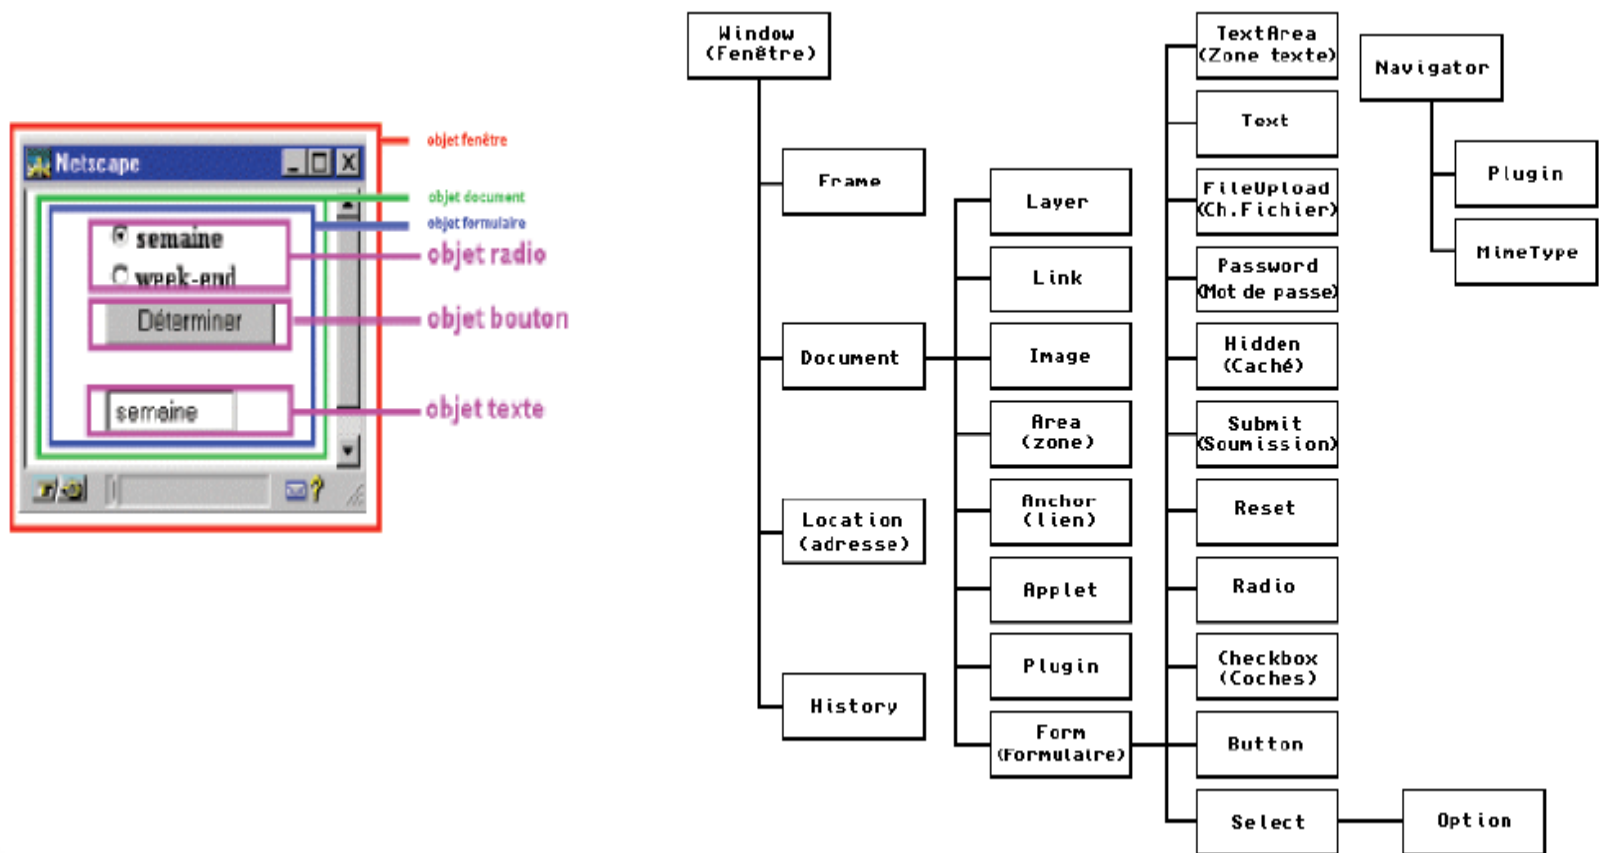 Netscape
semaine
week-end
Déterminer
semaine
objet fenêtre
objet document
objet formulaire
objet radio
objet bouton
objet texte
Window
(Fenêtre)
Frame
Document
Location
(adresse)
History
Layer
Link
Image
Area
(zone)
Anchor
(lien)
Applet
Plugin
Form
(Formulaire)
TextArea
(Zone texte)
Text
FileUpload
(Ch.Fichier)
Password
(Mot de passe)
Hidden
(Caché)
Submit
(Soumission)
Reset
Radio
Checkbox
(Coches)
Button
Select
Option
Navigator
Plugin
MimeType